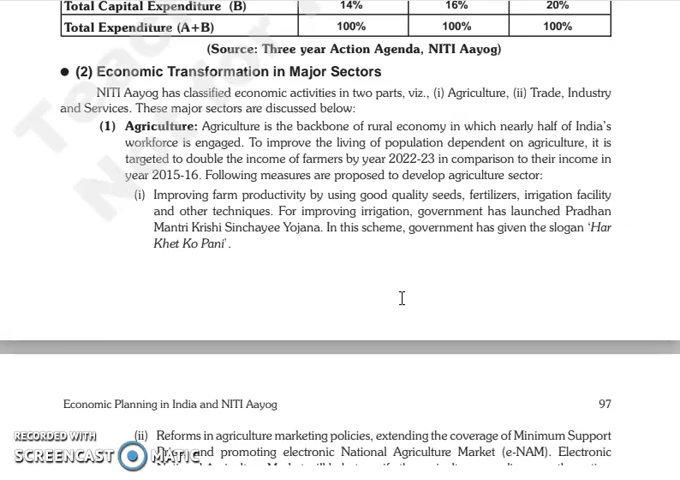 Total Capital Expenditure (B) 14% 16% 20%
Total Expenditure (A+B) 100% 100% 100%
(Source: Three year Action Agenda, NITI Aayog)
● (2) Economic Transformation in Major Sectors
NITI Aayog has classified economic activities in two parts, viz., (i) Agriculture, (ii) Trade, Industry
and Services. These major sectors are discussed below:
(1) Agriculture: Agriculture is the backbone of rural economy in which nearly half of India's
workforce is engaged. To improve the living of population dependent on agriculture, it is
targeted to double the income of farmers by year 2022-23 in comparison to their income in
year 2015-16. Following measures are proposed to develop agriculture sector:
(i) Improving farm productivity by using good quality seeds, fertilizers, irrigation facility
and other techniques. For improving irrigation, government has launched Pradhan
Mantri Krishi Sinchayee Yojana. In this scheme, government has given the slogan 'Har
Khet Ko Pani'.
Economic Planning in India and NITI Aayog 97
(ii) Reforms in agriculture marketing policies, extending the coverage of Minimum Support
and promoting electronic National Agriculture Market (e-NAM). Electronic
RECORDED WITH
SCREENCAST MATIC